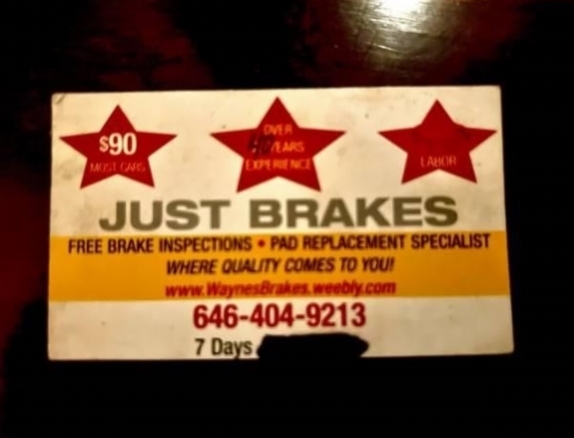 $90
MOST CARS
OVER
YEARS
EXPERIENCE
LABOR
JUST BRAKES
FREE BRAKE INSPECTIONS • PAD REPLACEMENT SPECIALIST
WHERE QUALITY COMES TO YOU!
www.WaynesBrakes.weebly.com
646-404-9213
7 Days